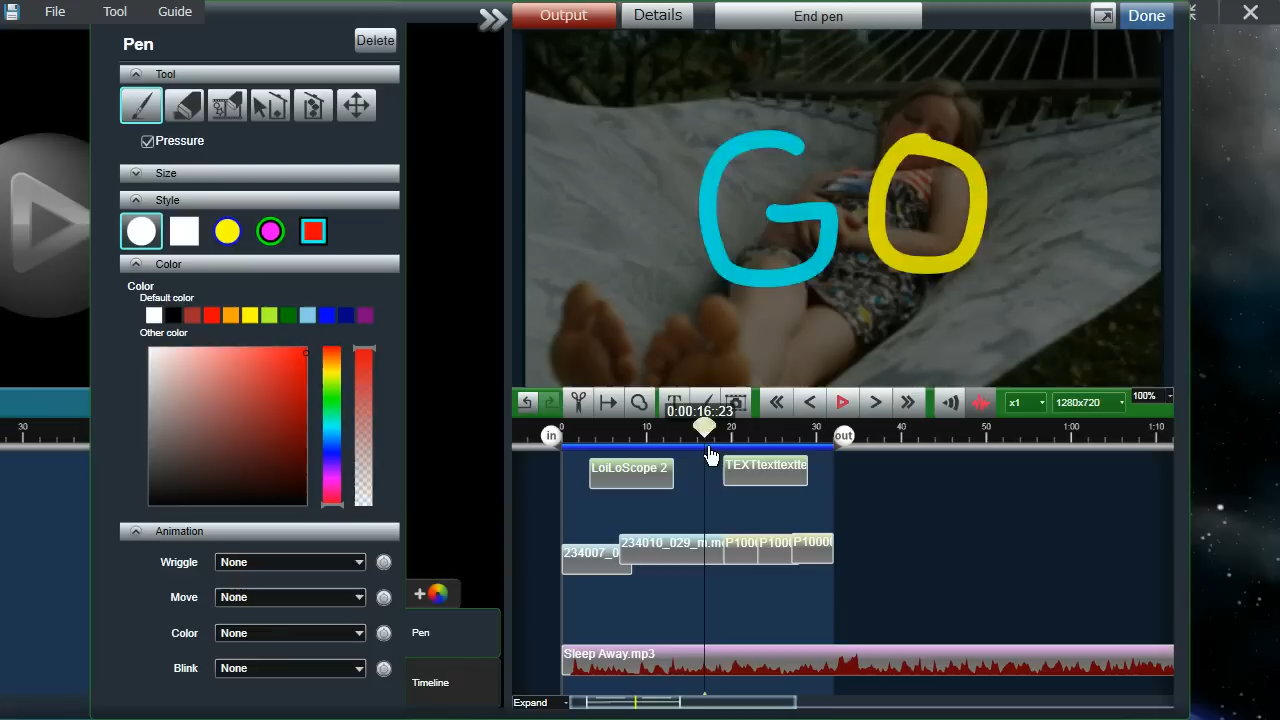 File Tool Guide
Output Details End pen Done
Pen Delete
Tool
Pressure
Size
Style
Color
Color
Default color
Other color
GO
0:00:16::23
x1 1280x720 100%
30
in 0 10 20 30 out 40 50 1:00 1:10
LoiLoScope 2 TEXTtexttextte
234007_0 234010_029_m.m P100 P100 P1000
Animation
Wriggle None
Move None
Color None
Blink None
Pen
Timeline
Sleep Away.mp3
Expand